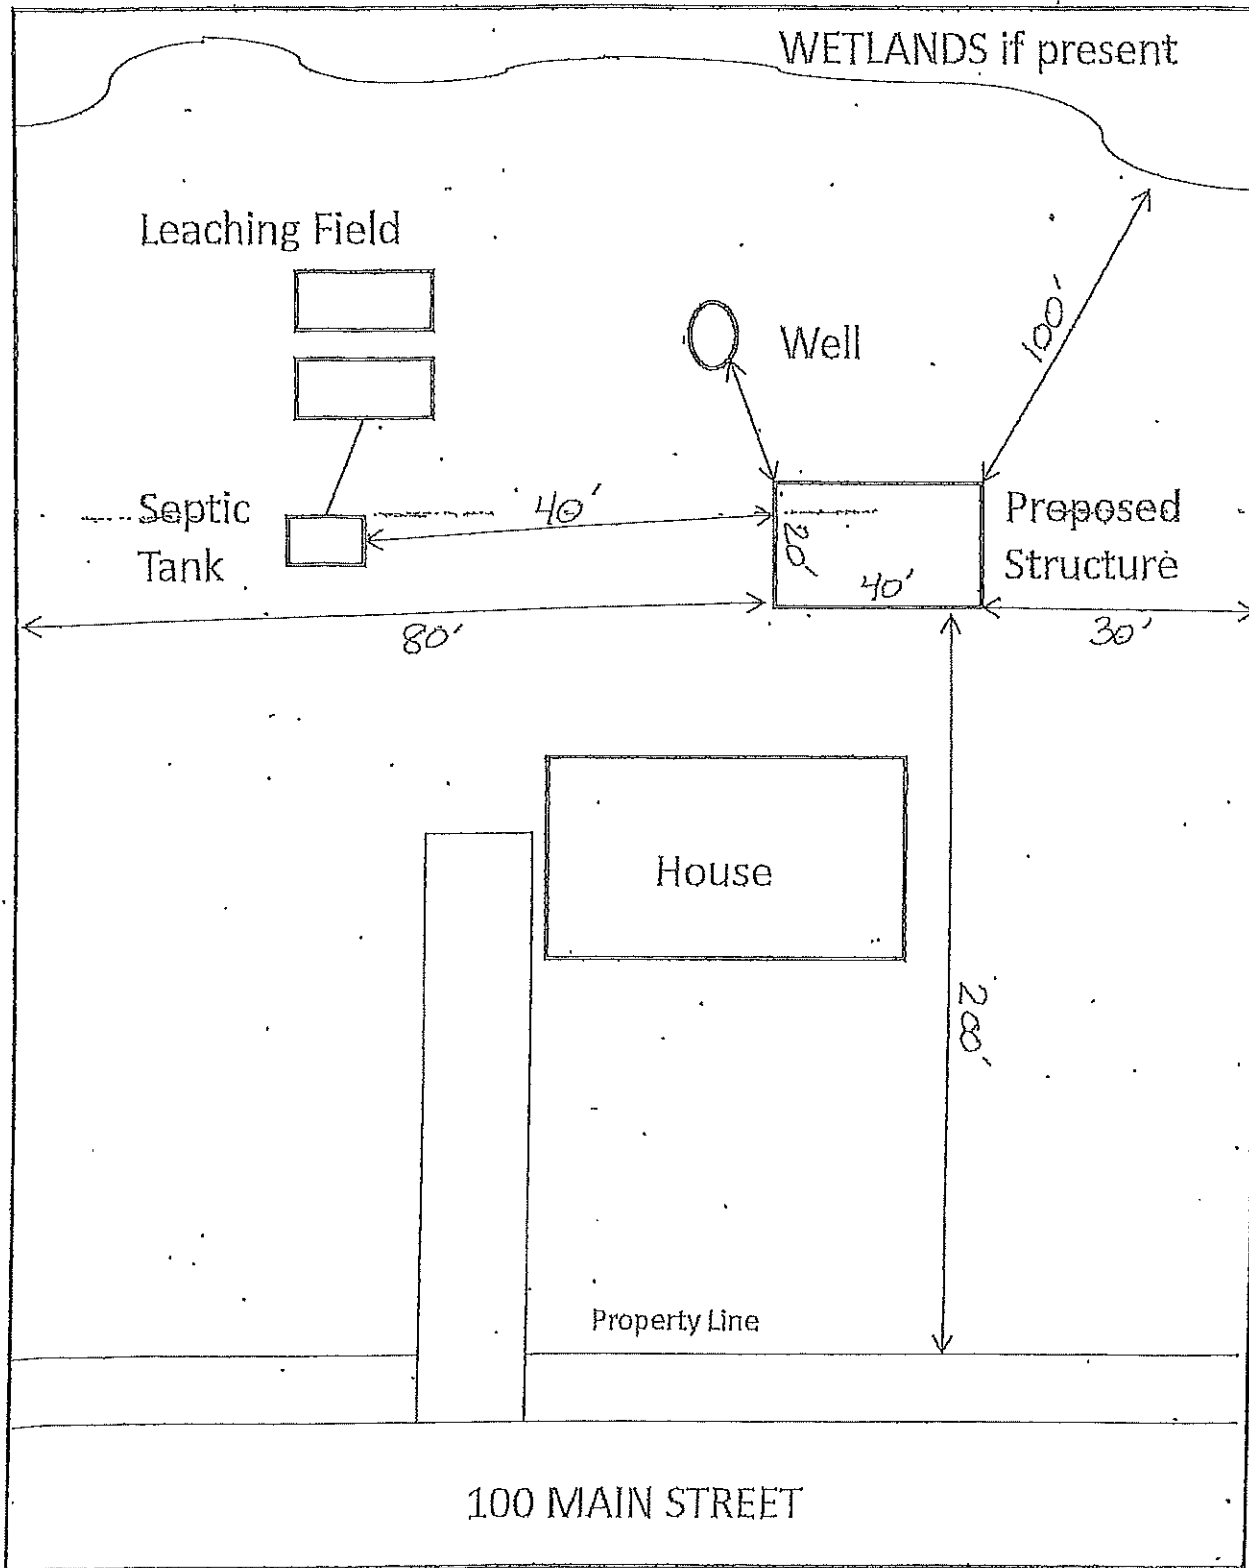 WETLANDS if present
Leaching Field
Well
100'
Septic
Tank
40'
20'
40'
Proposed
Structure
80'
30'
House
200'
Property Line
100 MAIN STREET